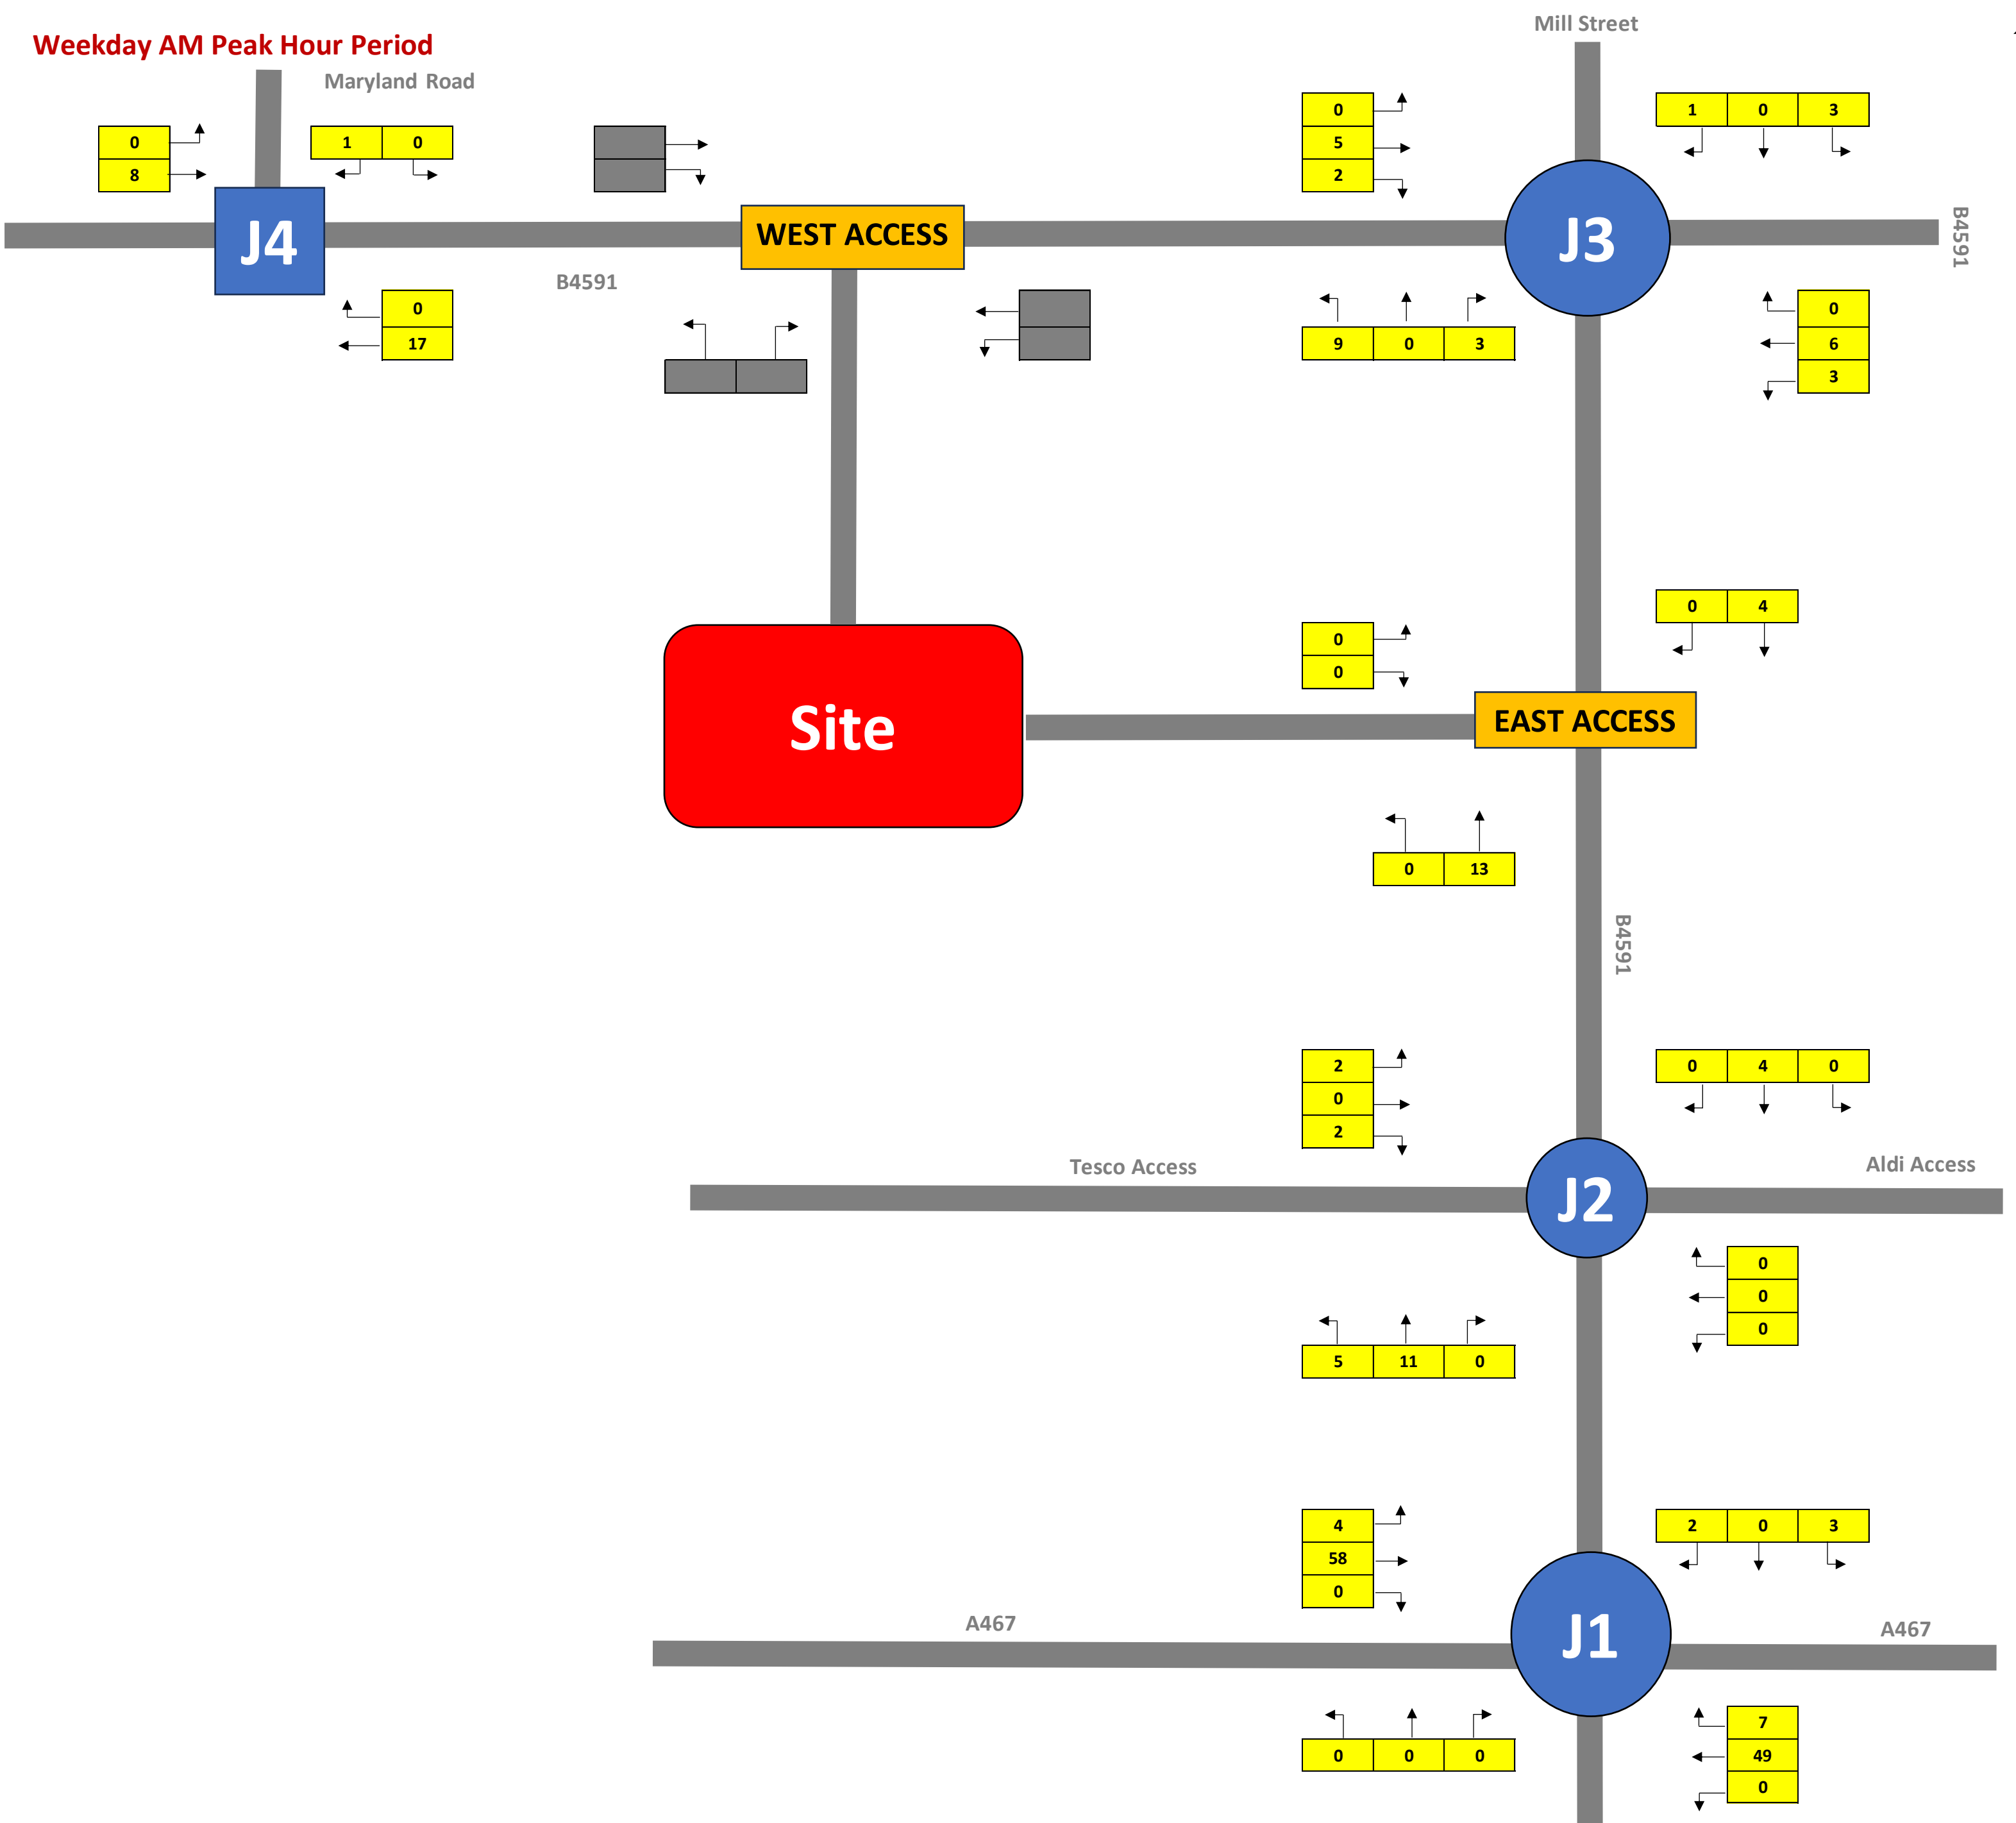 Mill Street
Weekday AM Peak Hour Period
Maryland Road
0
5
2
1 0 3
0
8
1 0
J4
WEST ACCESS
J3
B4591
B4591
0
17
9 0 3
0
6
3
0 4
0
0
Site
EAST ACCESS
0 13
B4591
2
0
2
0 4 0
Tesco Access
Aldi Access
J2
0
0
0
5 11 0
4
58
0
2 0 3
A467
A467
J1
0 0 0
7
49
0